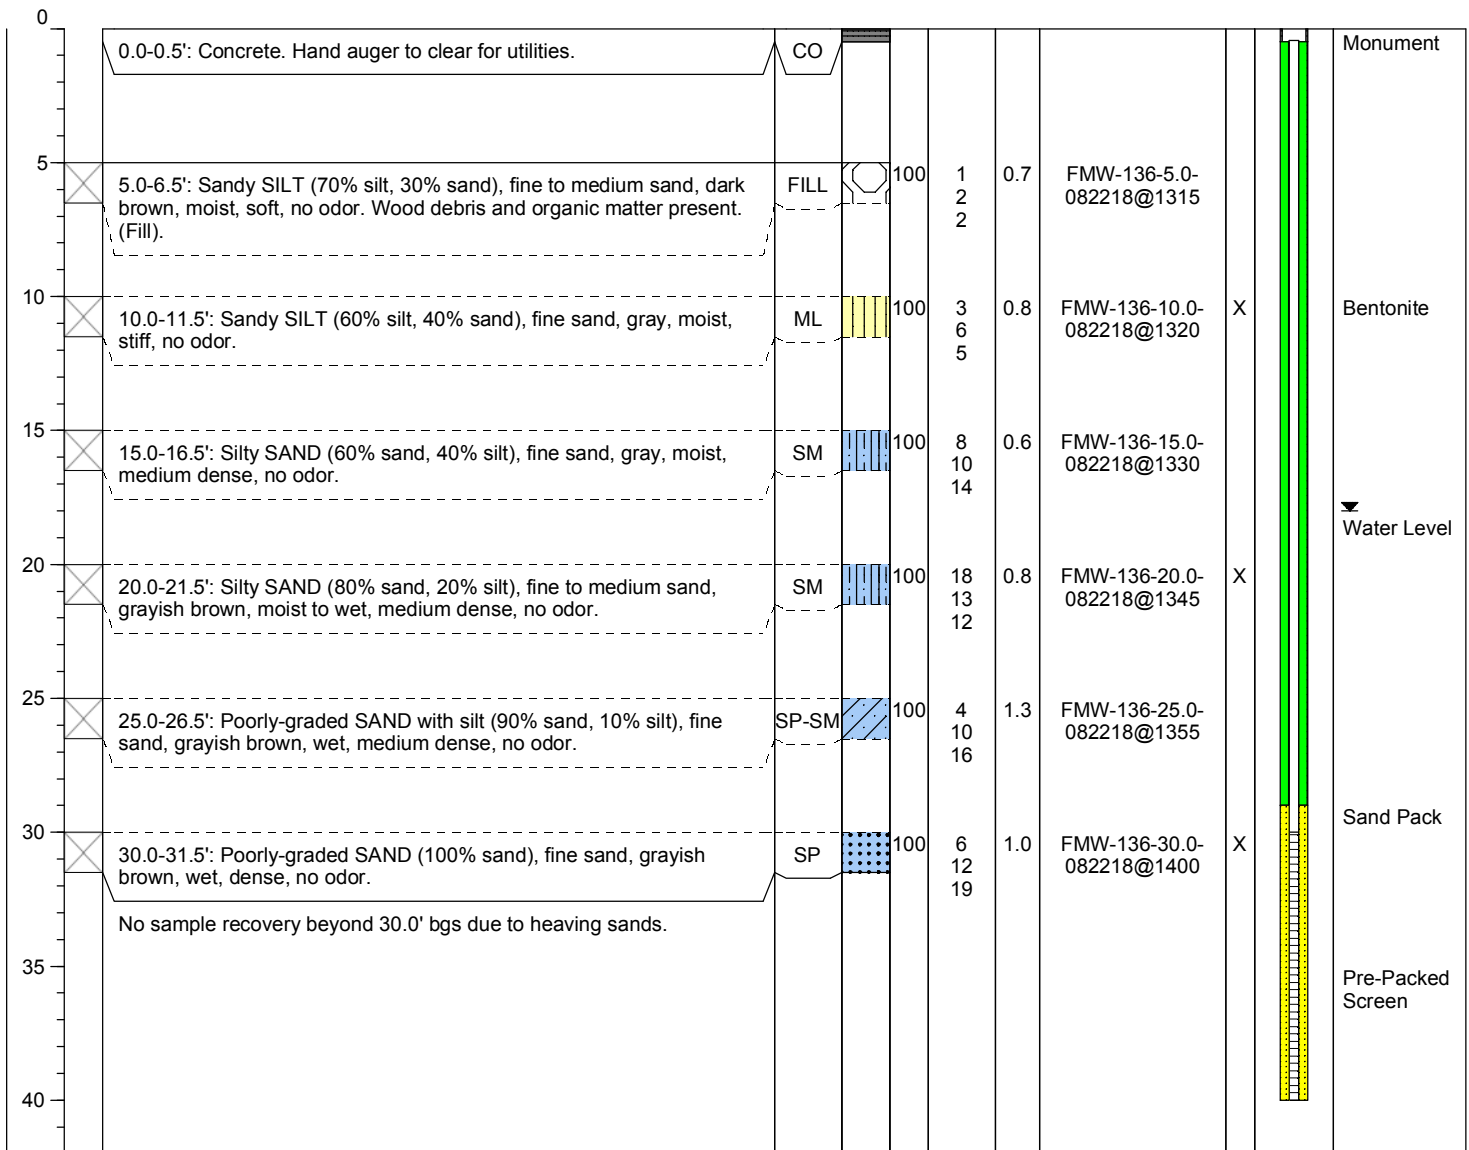 0
0.0-0.5': Concrete. Hand auger to clear for utilities.
CO
Monument
5
5.0-6.5': Sandy SILT (70% silt, 30% sand), fine to medium sand, dark
brown, moist, soft, no odor. Wood debris and organic matter present.
(Fill).
FILL
100
1
2
2
0.7
FMW-136-5.0-
082218@1315
10
10.0-11.5': Sandy SILT (60% silt, 40% sand), fine sand, gray, moist,
stiff, no odor.
ML
100
3
6
5
0.8
FMW-136-10.0-
082218@1320
X
Bentonite
15
15.0-16.5': Silty SAND (60% sand, 40% silt), fine sand, gray, moist,
medium dense, no odor.
SM
100
8
10
14
0.6
FMW-136-15.0-
082218@1330
Water Level
20
20.0-21.5': Silty SAND (80% sand, 20% silt), fine to medium sand,
grayish brown, moist to wet, medium dense, no odor.
SM
100
18
13
12
0.8
FMW-136-20.0-
082218@1345
X
25
25.0-26.5': Poorly-graded SAND with silt (90% sand, 10% silt), fine
sand, grayish brown, wet, medium dense, no odor.
SP-SM
100
4
10
16
1.3
FMW-136-25.0-
082218@1355
Sand Pack
30
30.0-31.5': Poorly-graded SAND (100% sand), fine sand, grayish
brown, wet, dense, no odor.
SP
100
6
12
19
1.0
FMW-136-30.0-
082218@1400
X
No sample recovery beyond 30.0' bgs due to heaving sands.
35
Pre-Packed
Screen
40